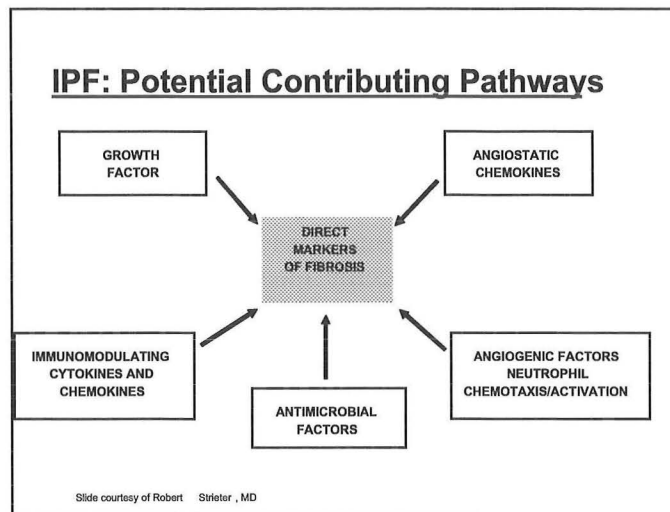 IPF: Potential Contributing Pathways
GROWTH
FACTOR
ANGIOSTATIC
CHEMOKINES
DIRECT
MARKERS
OF FIBROSIS
IMMUNOMODULATING
CYTOKINES AND
CHEMOKINES
ANTIMICROBIAL
FACTORS
ANGIOGENIC FACTORS
NEUTROPHIL
CHEMOTAXIS/ACTIVATION
Slide courtesy of Robert Strieter , MD